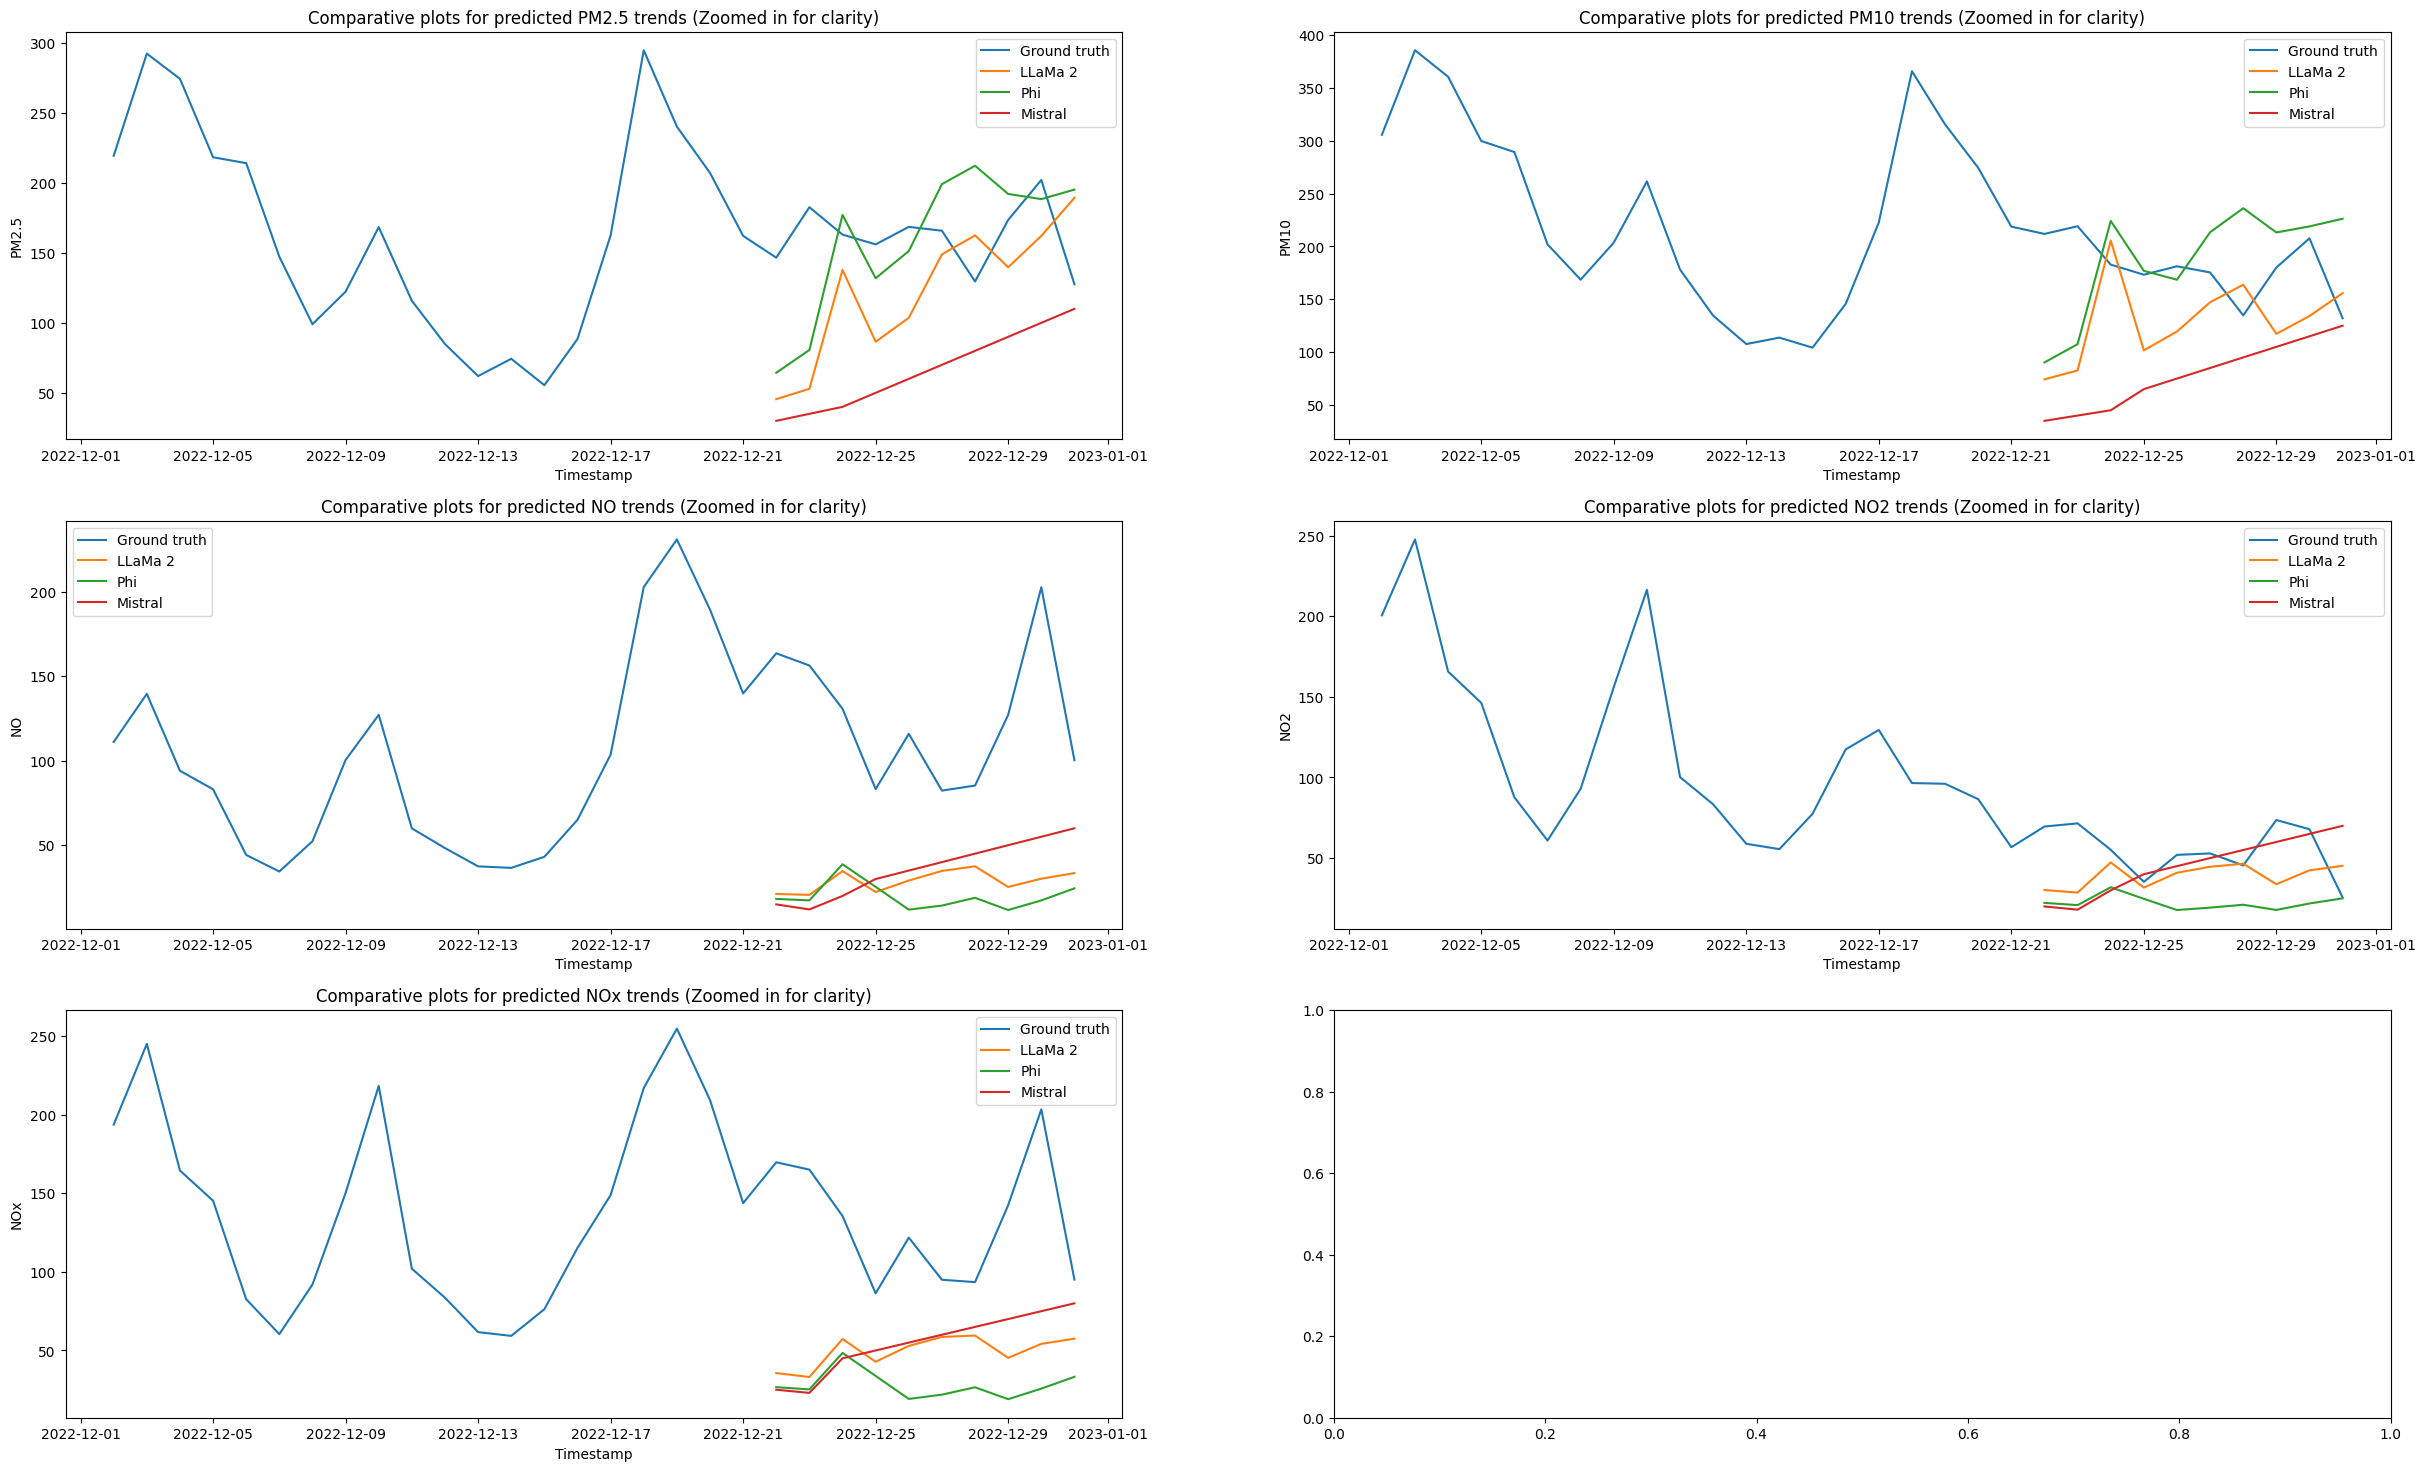 Comparative plots for predicted PM2.5 trends (Zoomed in for clarity)
300
250
200
150
100
50
PM2.5
Ground truth
LLaMa 2
Phi
Mistral
2022-12-01 2022-12-05 2022-12-09 2022-12-13 2022-12-17 2022-12-21 2022-12-25 2022-12-29 2023-01-01
Timestamp
Comparative plots for predicted PM10 trends (Zoomed in for clarity)
400
350
300
250
200
150
100
50
PM10
Ground truth
LLaMa 2
Phi
Mistral
2022-12-01 2022-12-05 2022-12-09 2022-12-13 2022-12-17 2022-12-21 2022-12-25 2022-12-29 2023-01-01
Timestamp
Comparative plots for predicted NO trends (Zoomed in for clarity)
200
150
100
50
NO
Ground truth
LLaMa 2
Phi
Mistral
2022-12-01 2022-12-05 2022-12-09 2022-12-13 2022-12-17 2022-12-21 2022-12-25 2022-12-29 2023-01-01
Timestamp
Comparative plots for predicted NO2 trends (Zoomed in for clarity)
250
200
150
100
50
NO2
Ground truth
LLaMa 2
Phi
Mistral
2022-12-01 2022-12-05 2022-12-09 2022-12-13 2022-12-17 2022-12-21 2022-12-25 2022-12-29 2023-01-01
Timestamp
Comparative plots for predicted NOx trends (Zoomed in for clarity)
250
200
150
100
50
NOx
Ground truth
LLaMa 2
Phi
Mistral
2022-12-01 2022-12-05 2022-12-09 2022-12-13 2022-12-17 2022-12-21 2022-12-25 2022-12-29 2023-01-01
Timestamp
1.0
0.8
0.6
0.4
0.2
0.0
0.0 0.2 0.4 0.6 0.8 1.0